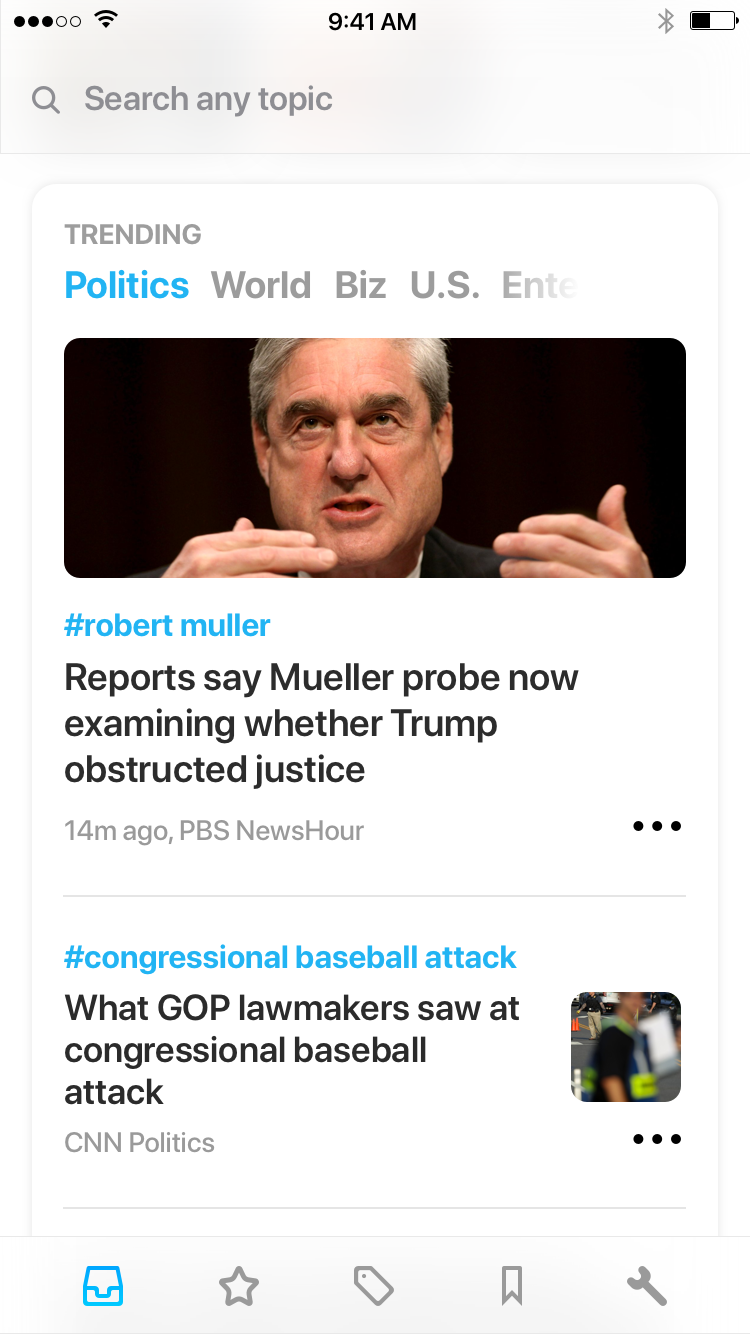 9:41 AM
Search any topic
TRENDING
Politics World Biz U.S. Ente
#robert muller
Reports say Mueller probe now
examining whether Trump
obstructed justice
14m ago, PBS NewsHour
#congressional baseball attack
What GOP lawmakers saw at
congressional baseball
attack
CNN Politics